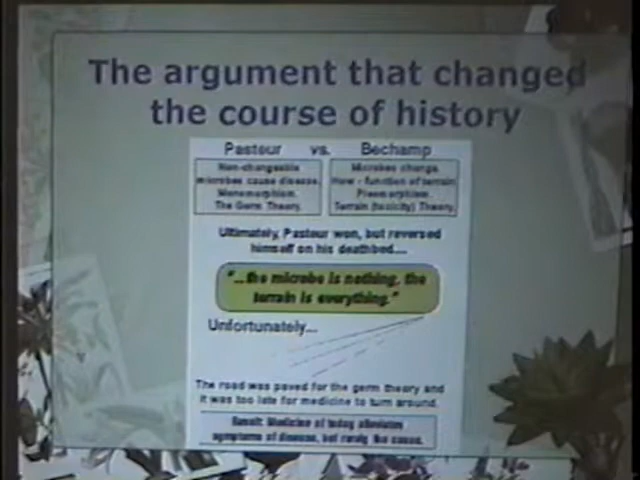 The argument that changed
the course of history
Pasteur vs. Bechamp
Non-changeable
microbes cause disease.
Monomorphism.
The Germ Theory.
Microbes change.
How - function of terrain
Pleomorphism.
Terrain (toxicity) Theory.
Ultimately, Pasteur won, but reversed
himself on his deathbed...
"...the microbe is nothing, the
terrain is everything."
Unfortunately...
The road was paved for the germ theory and
it was too late for medicine to turn around.
Result: Medicine of today alleviates
symptoms of disease, but rarely the cause.